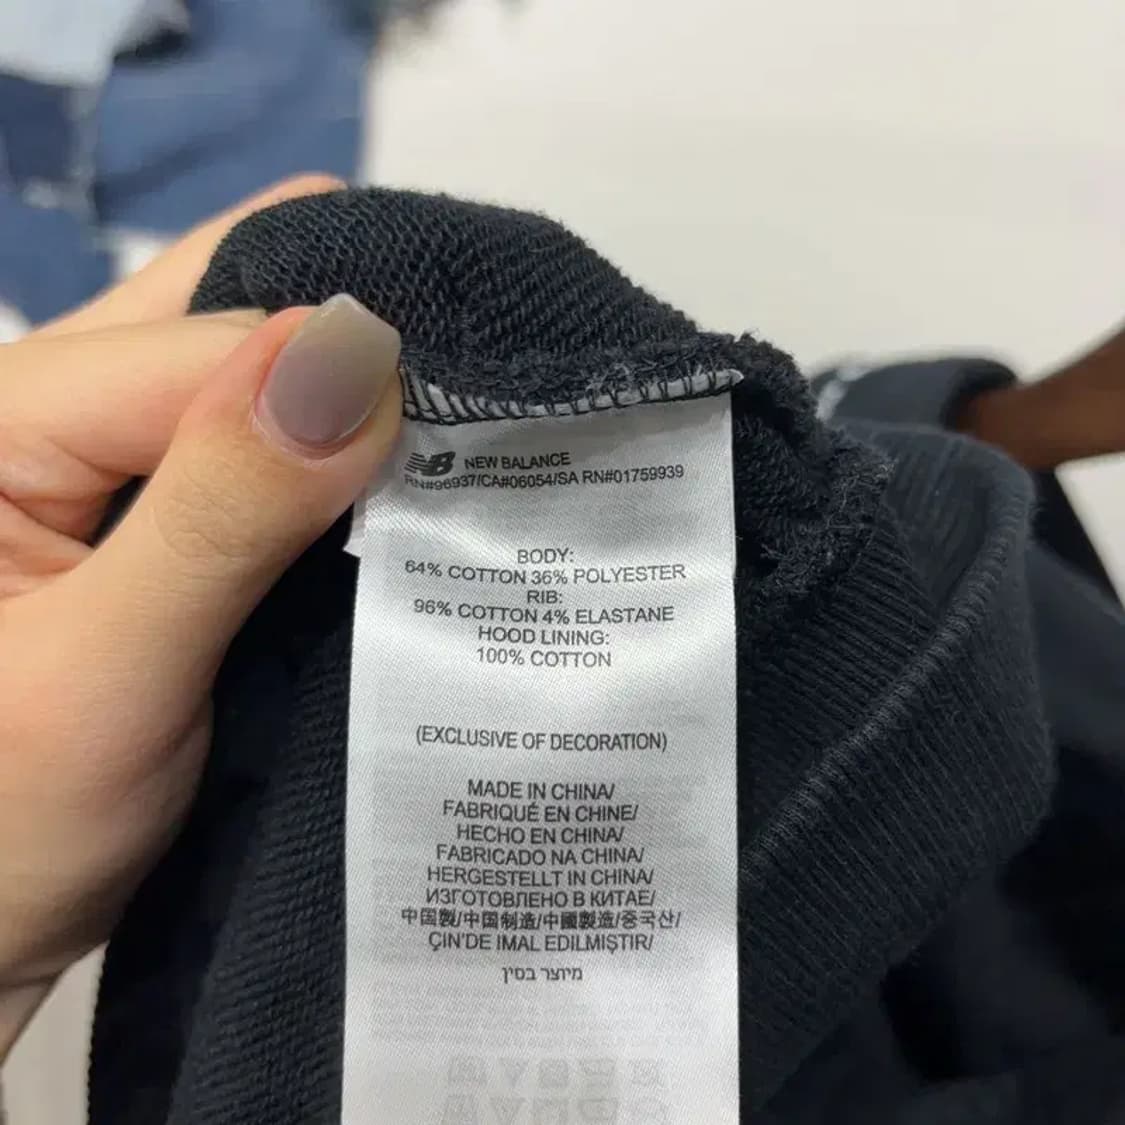 NB NEW BALANCE
RN#96937/CA#06054/SA RN#01759939
BODY:
64% COTTON 36% POLYESTER
RIB:
96% COTTON 4% ELASTANE
HOOD LINING:
100% COTTON
(EXCLUSIVE OF DECORATION)
MADE IN CHINA/
FABRIQUÉ EN CHINE/
HECHO EN CHINA/
FABRICADO NA CHINA/
HERGESTELLT IN CHINA/
ИЗГОТОВЛЕНО В КИТАЕ/
中国製/中国制造/中國製造/중국산/
ÇIN'DE IMAL EDILMIŞTIR/
מיוצר בסין